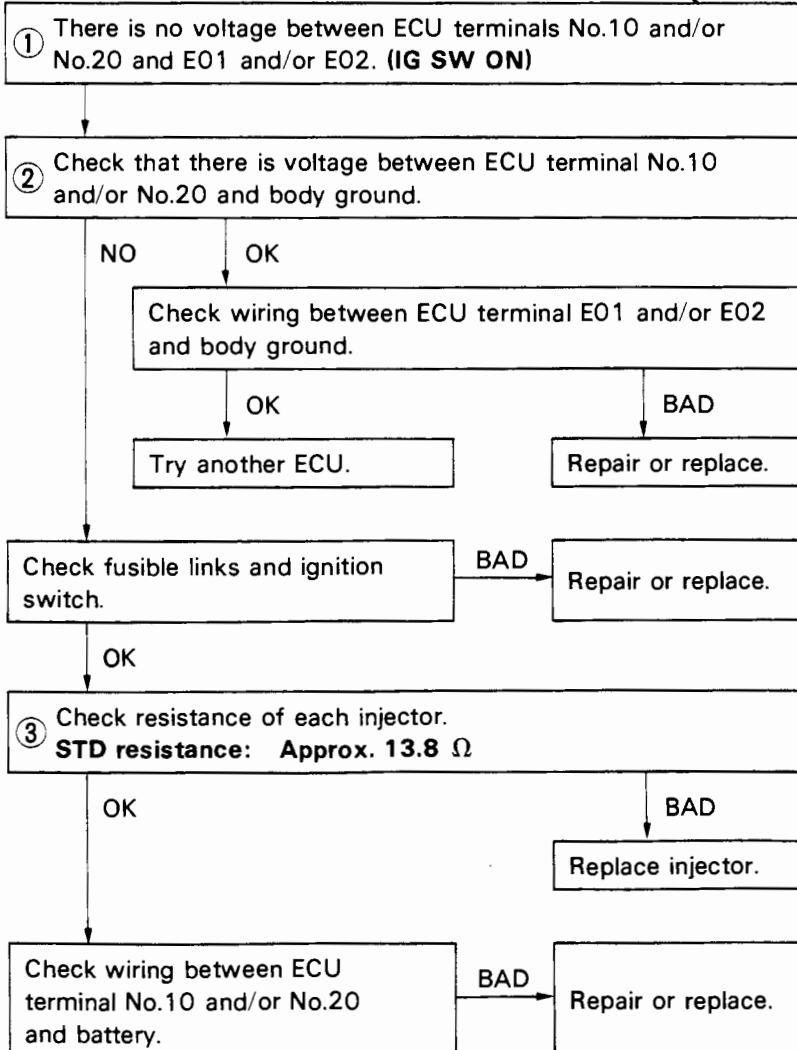 ① There is no voltage between ECU terminals No.10 and/or
No.20 and E01 and/or E02. (IG SW ON)
② Check that there is voltage between ECU terminal No.10
and/or No.20 and body ground.
NO
OK
Check wiring between ECU terminal E01 and/or E02
and body ground.
OK
BAD
Try another ECU.
Repair or replace.
Check fusible links and ignition
switch.
BAD
Repair or replace.
OK
③ Check resistance of each injector.
STD resistance: Approx. 13.8 Ω
OK
BAD
Replace injector.
Check wiring between ECU
terminal No.10 and/or No.20
and battery.
BAD
Repair or replace.